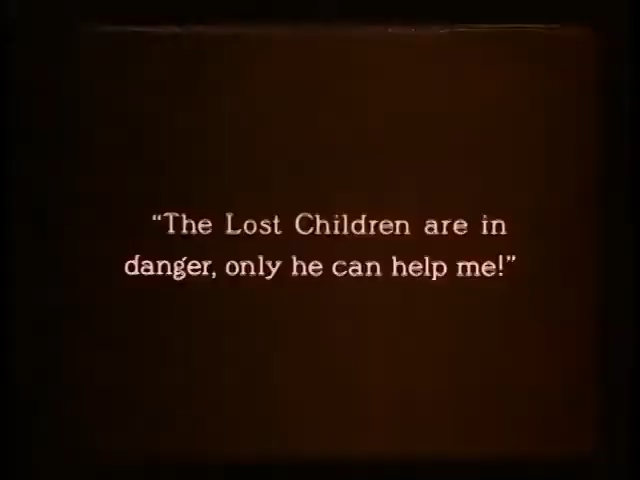 “The Lost Children are in
danger, only he can help me!”